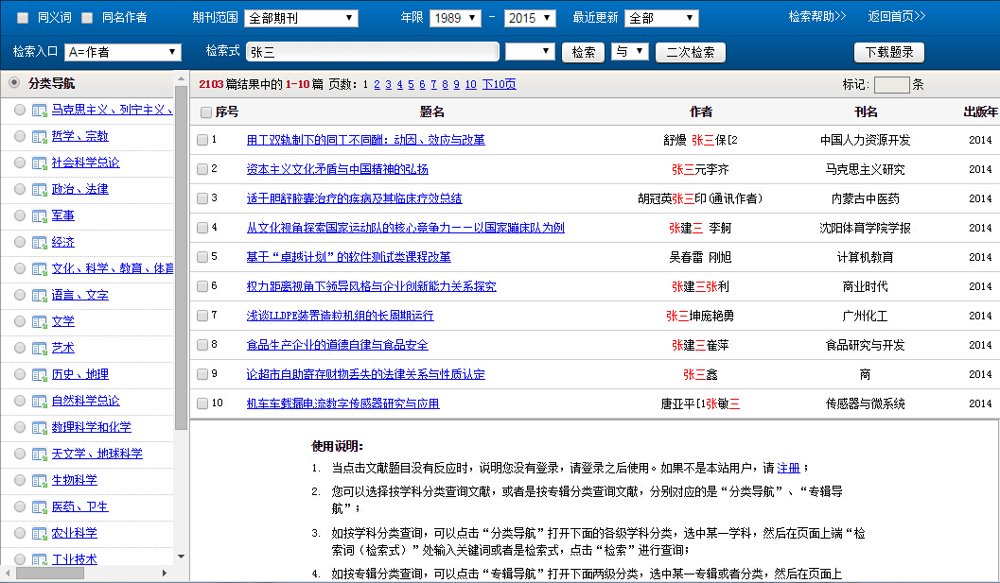 同义词 同名作者 期刊范围 全部期刊 年限 1989 - 2015 最近更新 全部 检索帮助>> 返回首页>>
检索入口 A=作者 检索式 张三 检索 与 二次检索 下载题录
分类导航
马克思主义、列宁主义、
哲学、宗教
社会科学总论
政治、法律
军事
经济
文化、科学、教育、体育
语言、文字
文学
艺术
历史、地理
自然科学总论
数理科学和化学
天文学、地球科学
生物科学
医药、卫生
农业科学
工业技术
2103篇结果中的1-10篇 页数: 1 2 3 4 5 6 7 8 9 10 下10页 标记: 条
序号 题名 作者 刊名 出版年
1 用工双轨制下的同工不同酬：动因、效应与改革 舒熳 张三保[2 中国人力资源开发 2014
2 资本主义文化矛盾与中国精神的弘扬 张三元李齐 马克思主义研究 2014
3 适于胆舒胶囊治疗的疾病及其临床疗效总结 胡冠英张三印(通讯作者) 内蒙古中医药 2014
4 从文化视角探索国家运动队的核心竞争力——以国家蹦床队为例 张建三 李舸 沈阳体育学院学报 2014
5 基于“卓越计划”的软件测试类课程改革 吴春雷 刚旭 计算机教育 2014
6 权力距离视角下领导风格与企业创新能力关系探究 张建三张利 商业时代 2014
7 浅谈LLDPE装置造粒机组的长周期运行 张三坤庞艳勇 广州化工 2014
8 食品生产企业的道德自律与食品安全 张建三崔萍 食品研究与开发 2014
9 论超市自助寄存财物丢失的法律关系与性质认定 张三鑫 商 2014
10 机车车载漏电流数字传感器研究与应用 唐亚平[1张敏三 传感器与微系统 2014
使用说明:
1. 当点击文献题目没有反应时，说明您没有登录，请登录之后使用。如果不是本站用户，请 注册 ；
2. 您可以选择按学科分类查询文献，或者是按专辑分类查询文献，分别对应的是“分类导航”、“专辑导
航”；
3. 如按学科分类查询，可以点击“分类导航”打开下面的各级学科分类，选中某一学科，然后在页面上端“检
索词（检索式）”处输入关键词或者是检索式，点击“检索”进行查询;
4. 如按专辑分类查询，可以点击“专辑导航”打开下面两级分类，选中某一专辑或者分类，然后在页面上